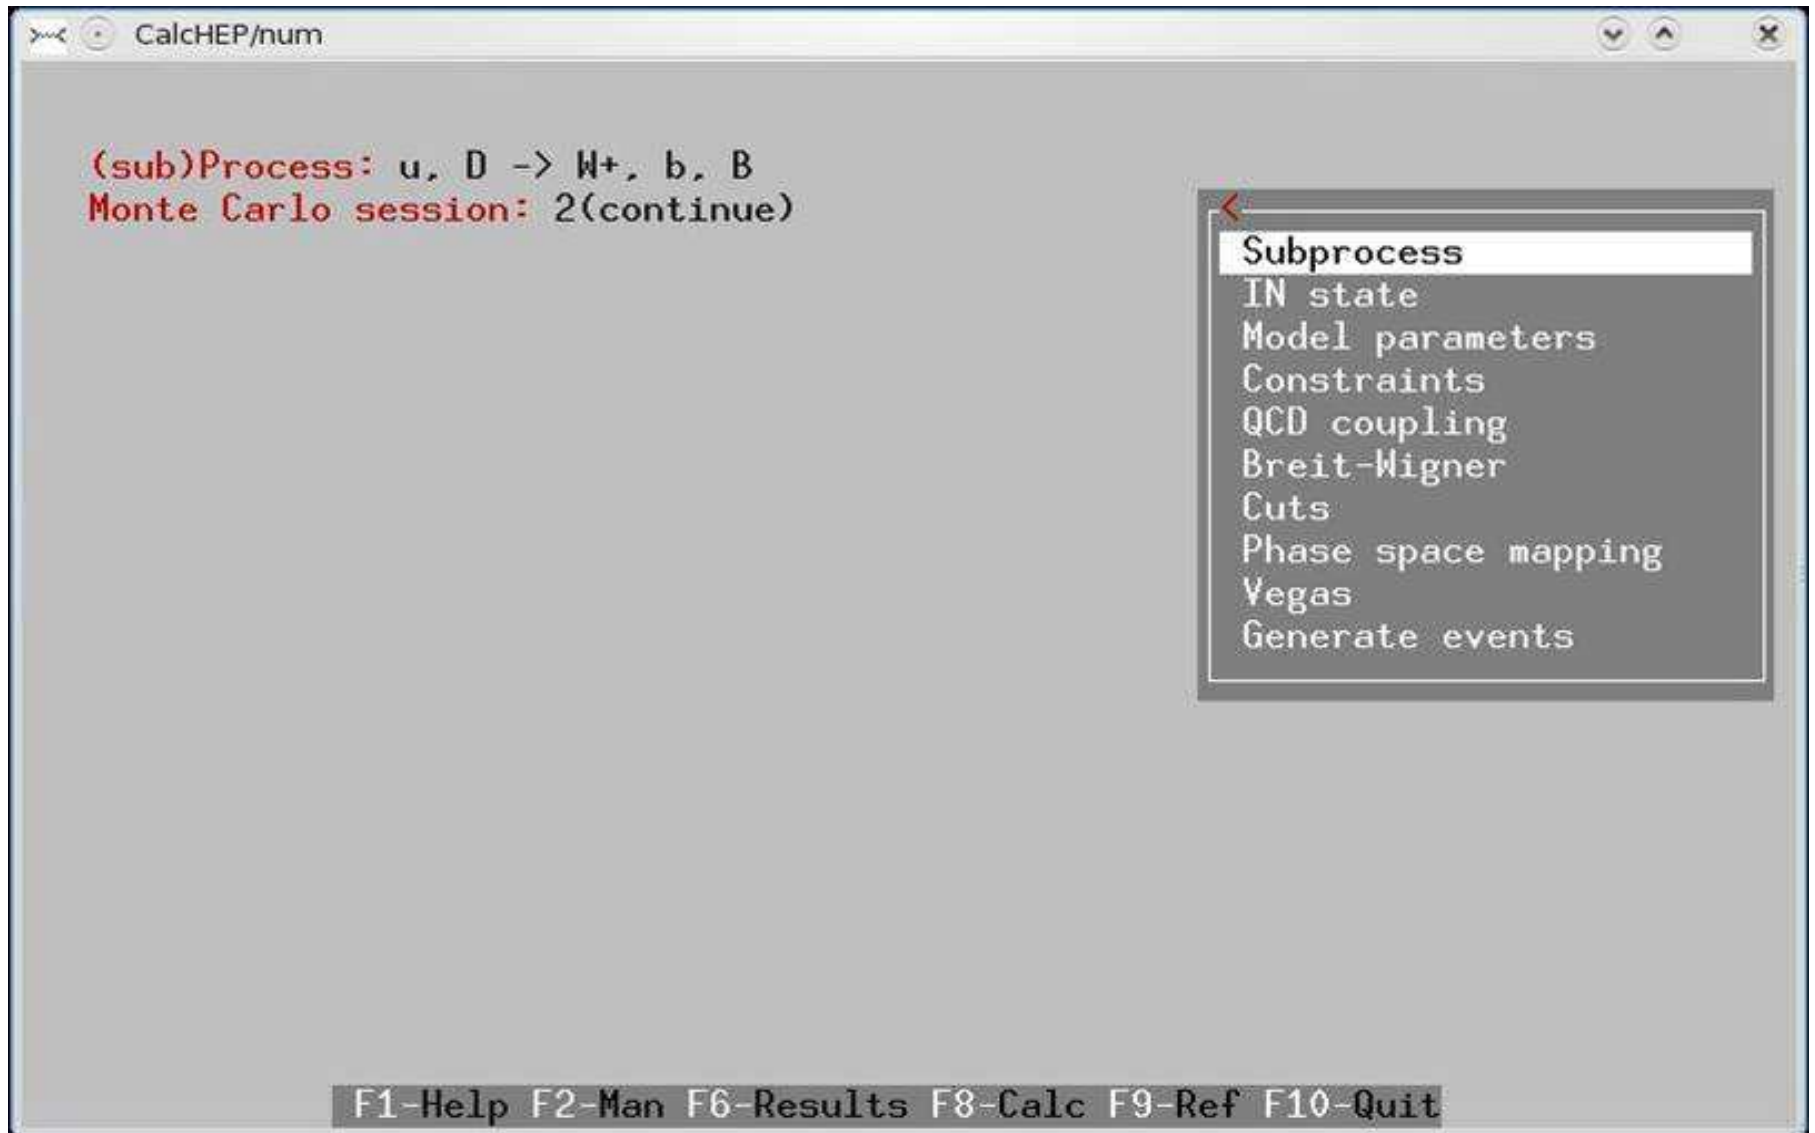 CalcHEP/num
(sub)Process: u, D -> W+, b, B
Monte Carlo session: 2(continue)
<
Subprocess
IN state
Model parameters
Constraints
QCD coupling
Breit-Wigner
Cuts
Phase space mapping
Vegas
Generate events
F1-Help F2-Man F6-Results F8-Calc F9-Ref F10-Quit